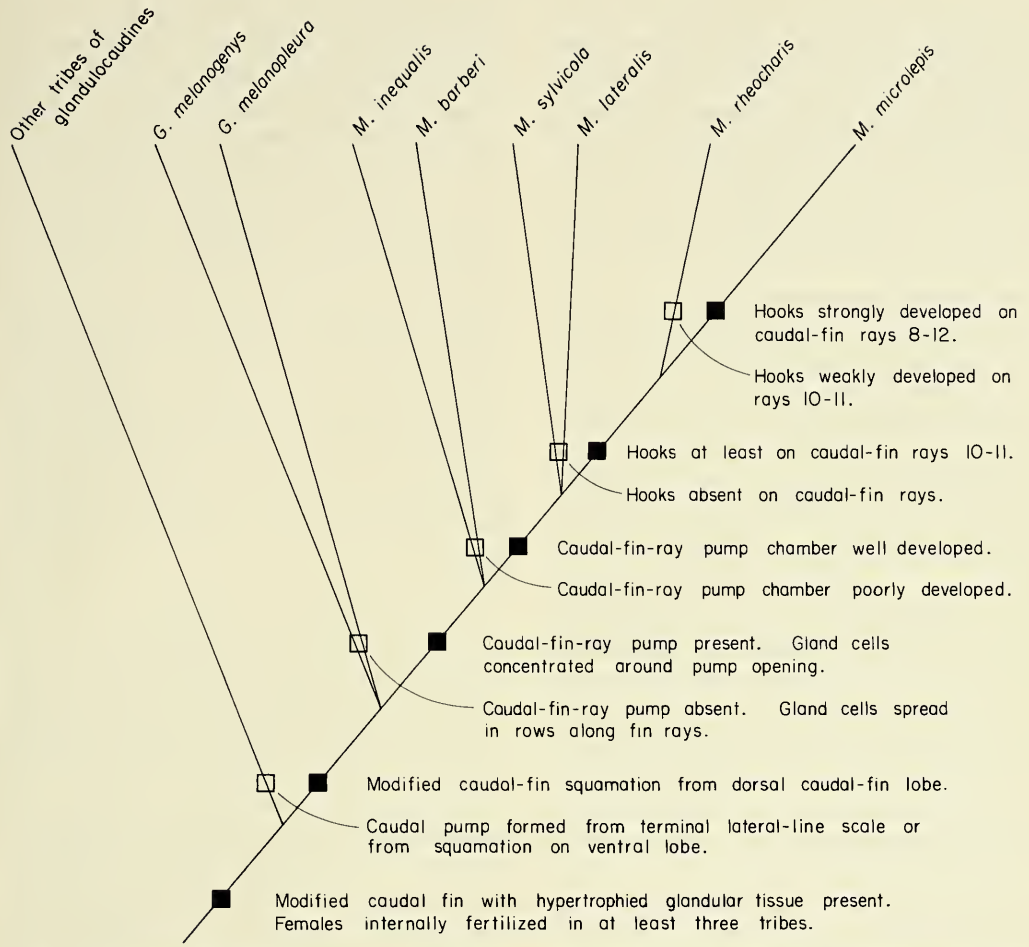 Other tribes of
glandulocaudines
G. melanogenys
G. melanopleura
M. inequalis
M. barberi
M. sylvicola
M. lateralis
M. rheocharis
M. microlepis
Hooks strongly developed on
caudal-fin rays 8-12.
Hooks weakly developed on
rays 10-11.
Hooks at least on caudal-fin rays 10-11.
Hooks absent on caudal-fin rays.
Caudal-fin-ray pump chamber well developed.
Caudal-fin-ray pump chamber poorly developed.
Caudal-fin-ray pump present. Gland cells
concentrated around pump opening.
Caudal-fin-ray pump absent. Gland cells spread
in rows along fin rays.
Modified caudal-fin squamation from dorsal caudal-fin lobe.
Caudal pump formed from terminal lateral-line scale or
from squamation on ventral lobe.
Modified caudal fin with hypertrophied glandular tissue present.
Females internally fertilized in at least three tribes.